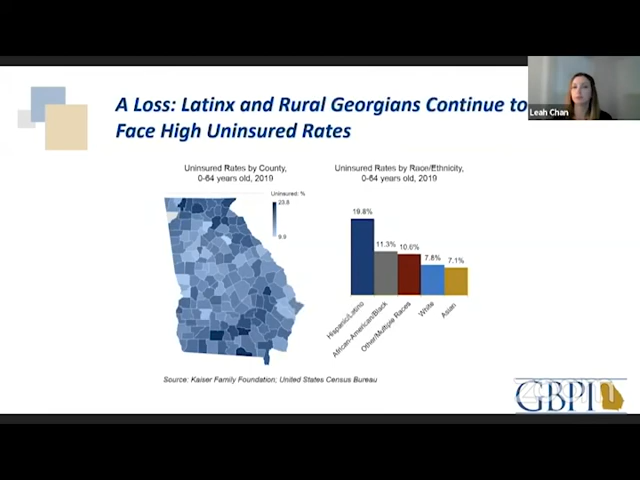 A Loss: Latinx and Rural Georgians Continue to
Face High Uninsured Rates
Leah Chan
Uninsured Rates by County,
0-64 years old, 2019
Uninsured: %
23.8
9.0
Uninsured Rates by Race/Ethnicity,
0-64 years old, 2019
19.8%
11.3%
10.6%
7.8%
7.1%
Hispanic/Latino
African-American/Black
Other/Multiple Races
White
Asian
Source: Kaiser Family Foundation; United States Census Bureau
GBPI
zoom